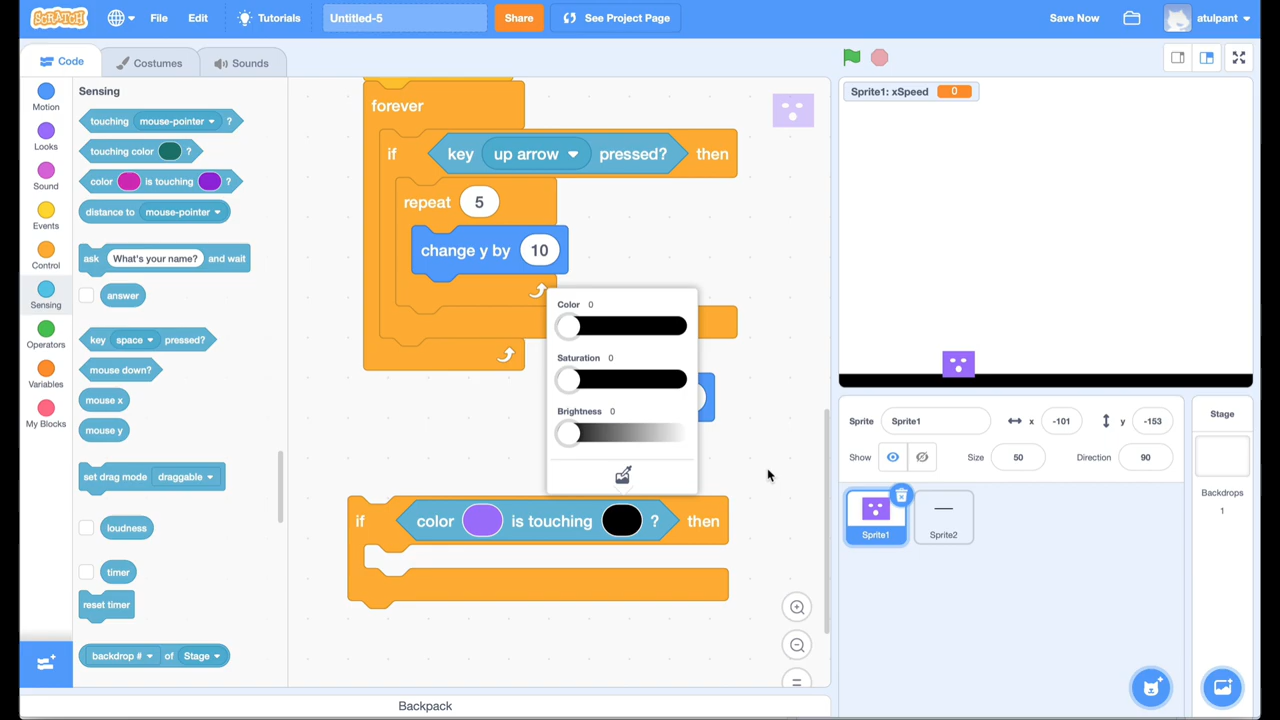 SCRATCH File Edit Tutorials Untitled-5 Share See Project Page Save Now atulpant
Code Costumes Sounds
Motion
Looks
Sound
Events
Control
Sensing
Operators
Variables
My Blocks
Sensing
touching mouse-pointer ?
touching color ?
color is touching ?
distance to mouse-pointer
ask What's your name? and wait
answer
key space pressed?
mouse down?
mouse x
mouse y
set drag mode draggable
loudness
timer
reset timer
backdrop # of Stage
forever
if key up arrow pressed? then
repeat 5
change y by 10
Color 0
Saturation 0
Brightness 0
if color is touching ? then
Backpack
Sprite1: xSpeed 0
Sprite Sprite1 x -101 y -153
Show Size 50 Direction 90
Sprite1 Sprite2
Stage
Backdrops
1